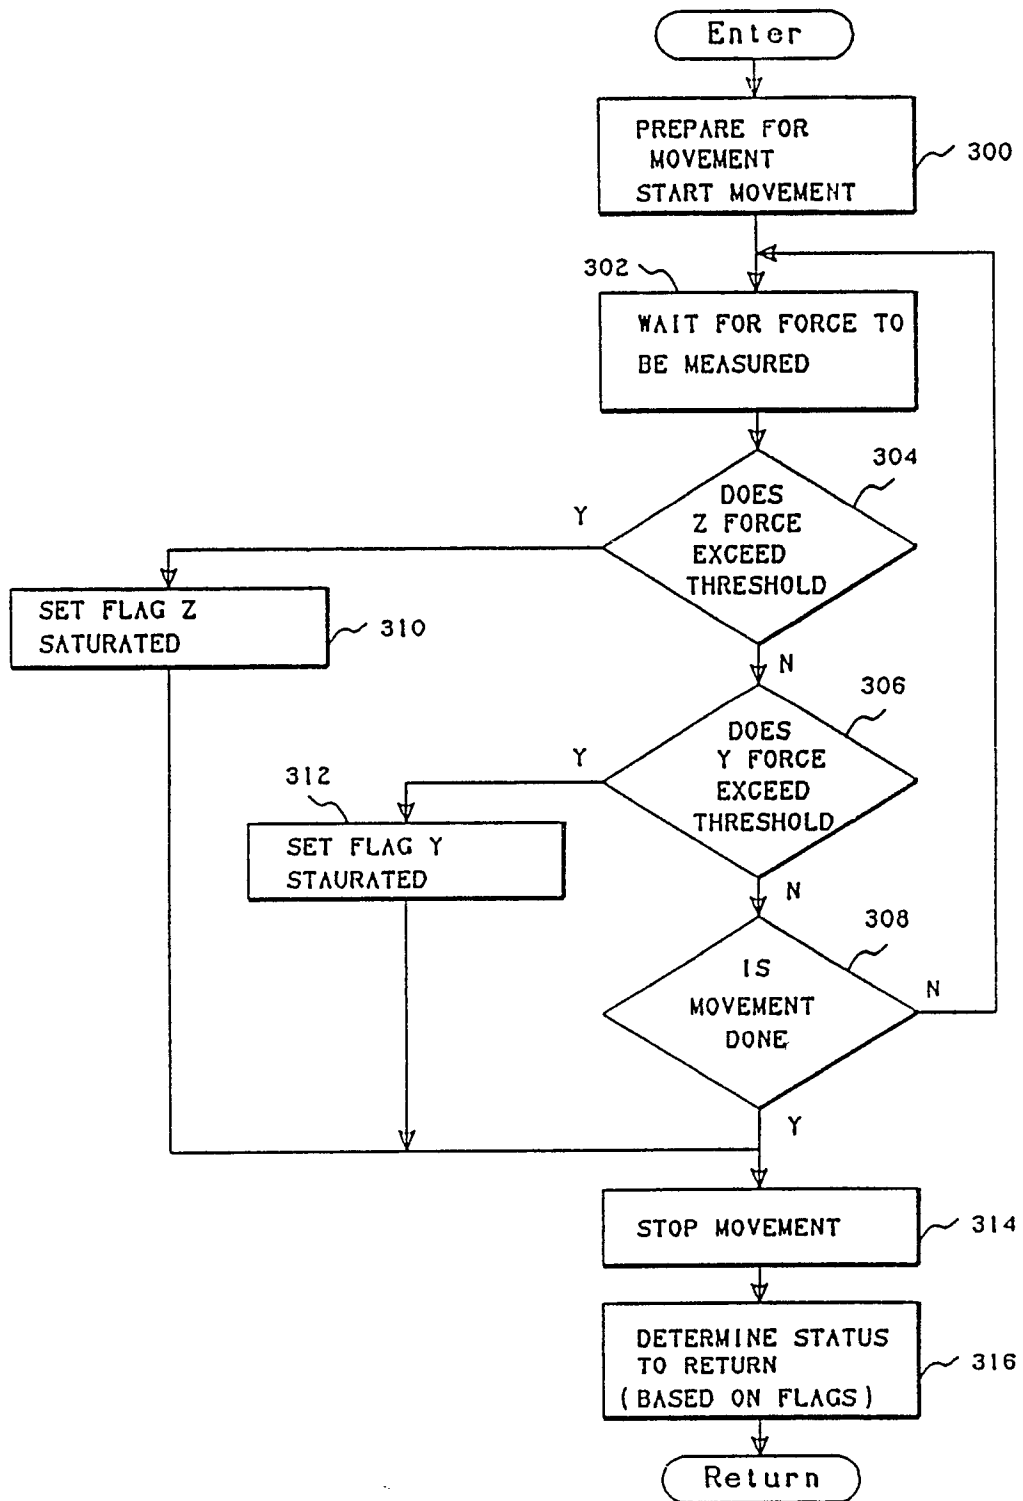 Enter
PREPARE FOR
MOVEMENT
START MOVEMENT
300
302
WAIT FOR FORCE TO
BE MEASURED
304
DOES
Z FORCE
EXCEED
THRESHOLD
Y
N
SET FLAG Z
SATURATED
310
306
DOES
Y FORCE
EXCEED
THRESHOLD
Y
N
312
SET FLAG Y
STAURATED
308
IS
MOVEMENT
DONE
N
Y
STOP MOVEMENT
314
DETERMINE STATUS
TO RETURN
(BASED ON FLAGS)
316
Return